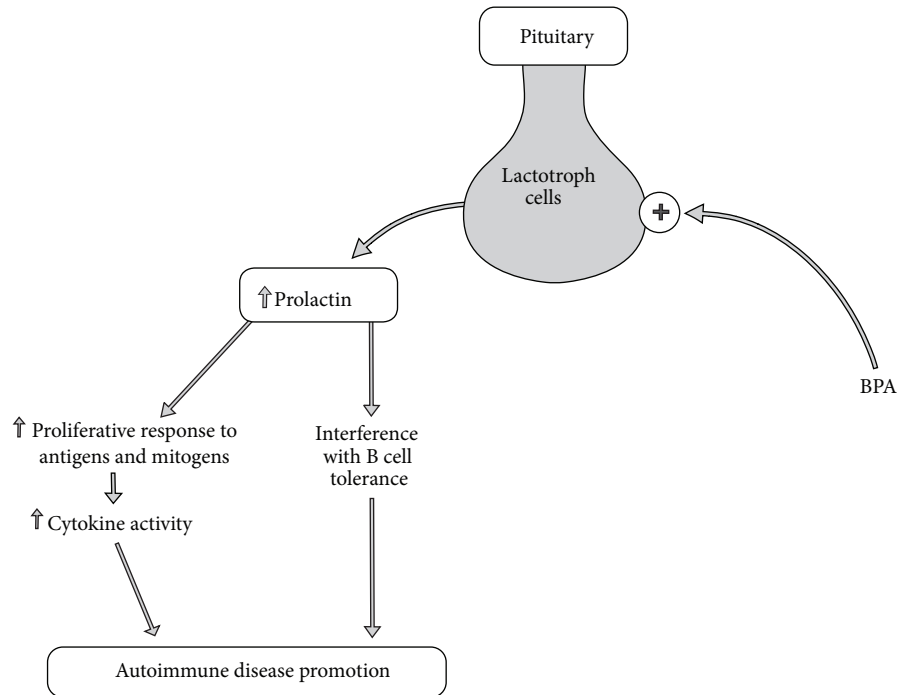 Pituitary
Lactotroph
cells
+
BPA
⇧ Prolactin
⇧ Proliferative response to
antigens and mitogens
⇧ Cytokine activity
Interference
with B cell
tolerance
Autoimmune disease promotion